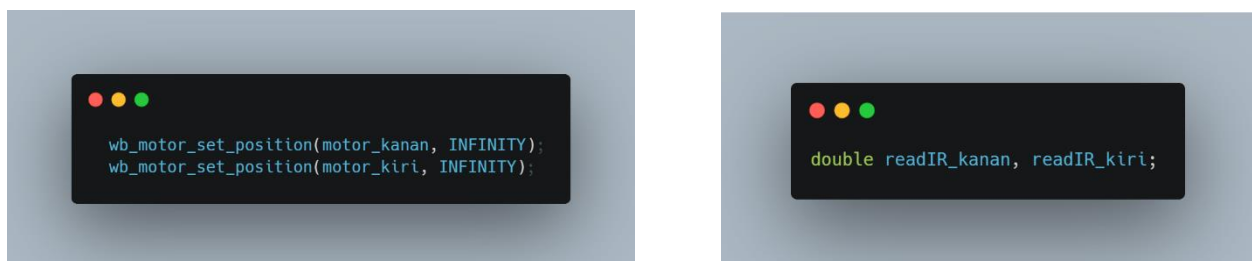 wb_motor_set_position(motor_kanan, INFINITY);
wb_motor_set_position(motor_kiri, INFINITY);
double readIR_kanan, readIR_kiri;